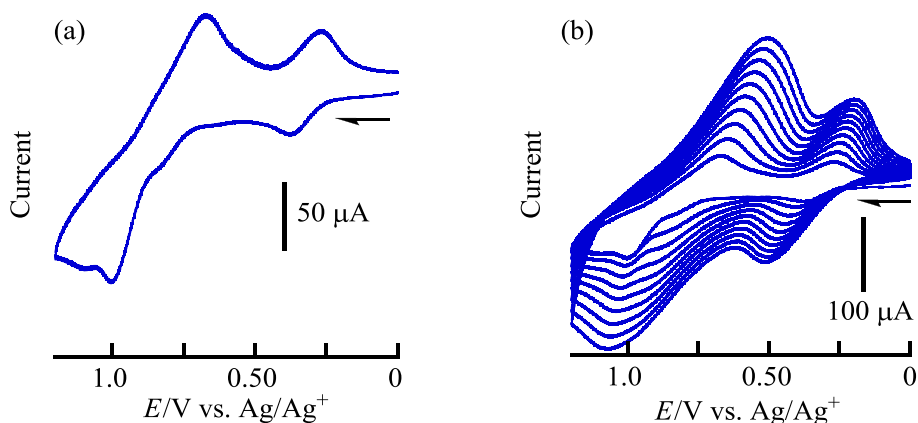 (a)
Current
50 μA
1.0 0.50 0
E/V vs. Ag/Ag⁺
(b)
Current
100 μA
1.0 0.50 0
E/V vs. Ag/Ag⁺